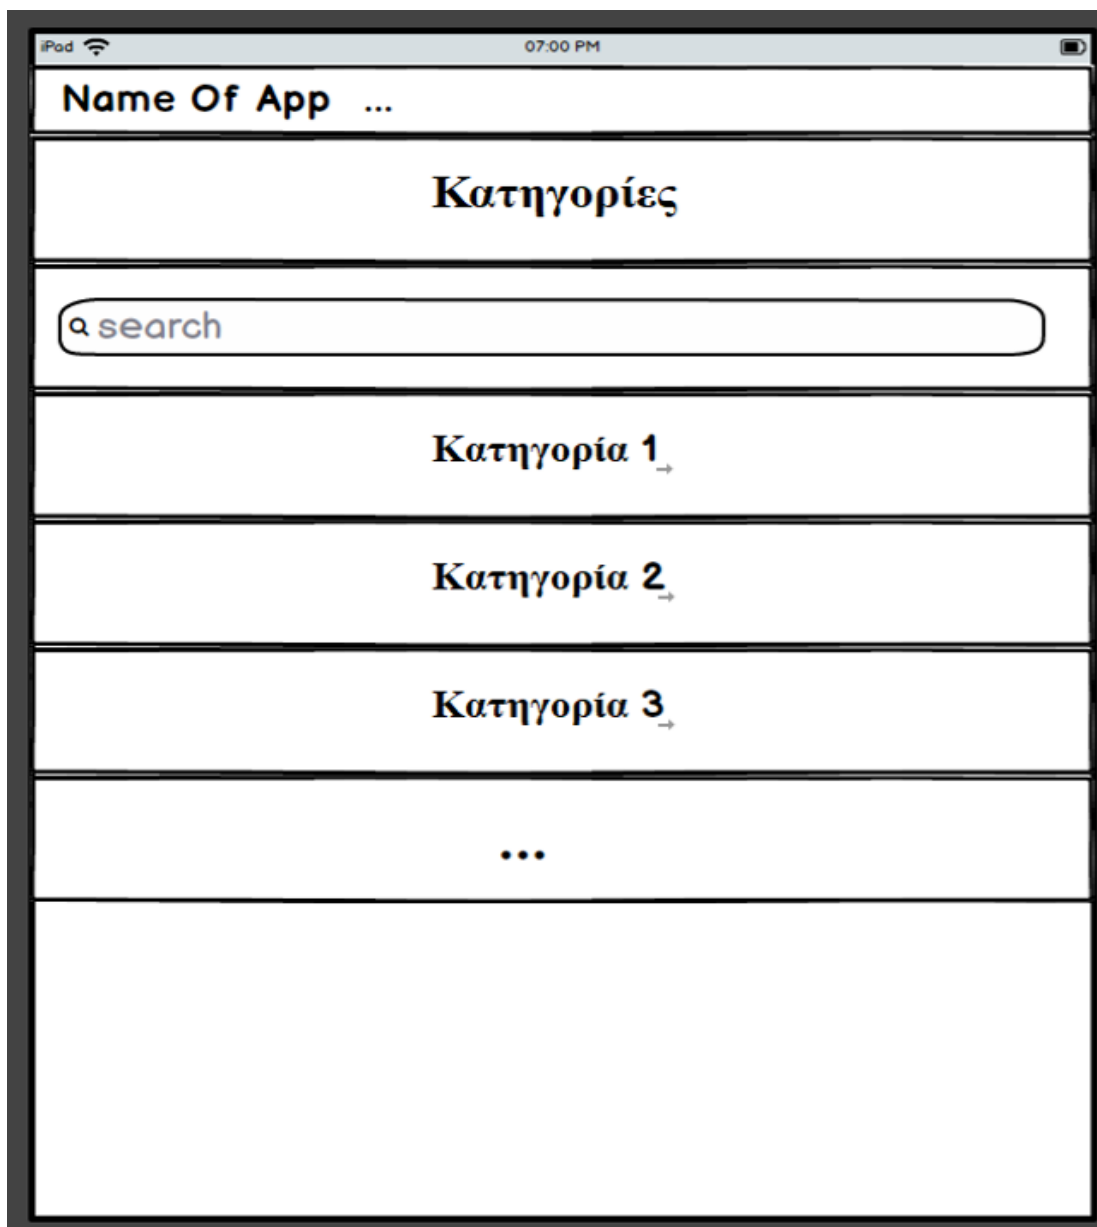 iPad 07:00 PM
Name Of App ...
Κατηγορίες
search
Κατηγορία 1
Κατηγορία 2
Κατηγορία 3
...